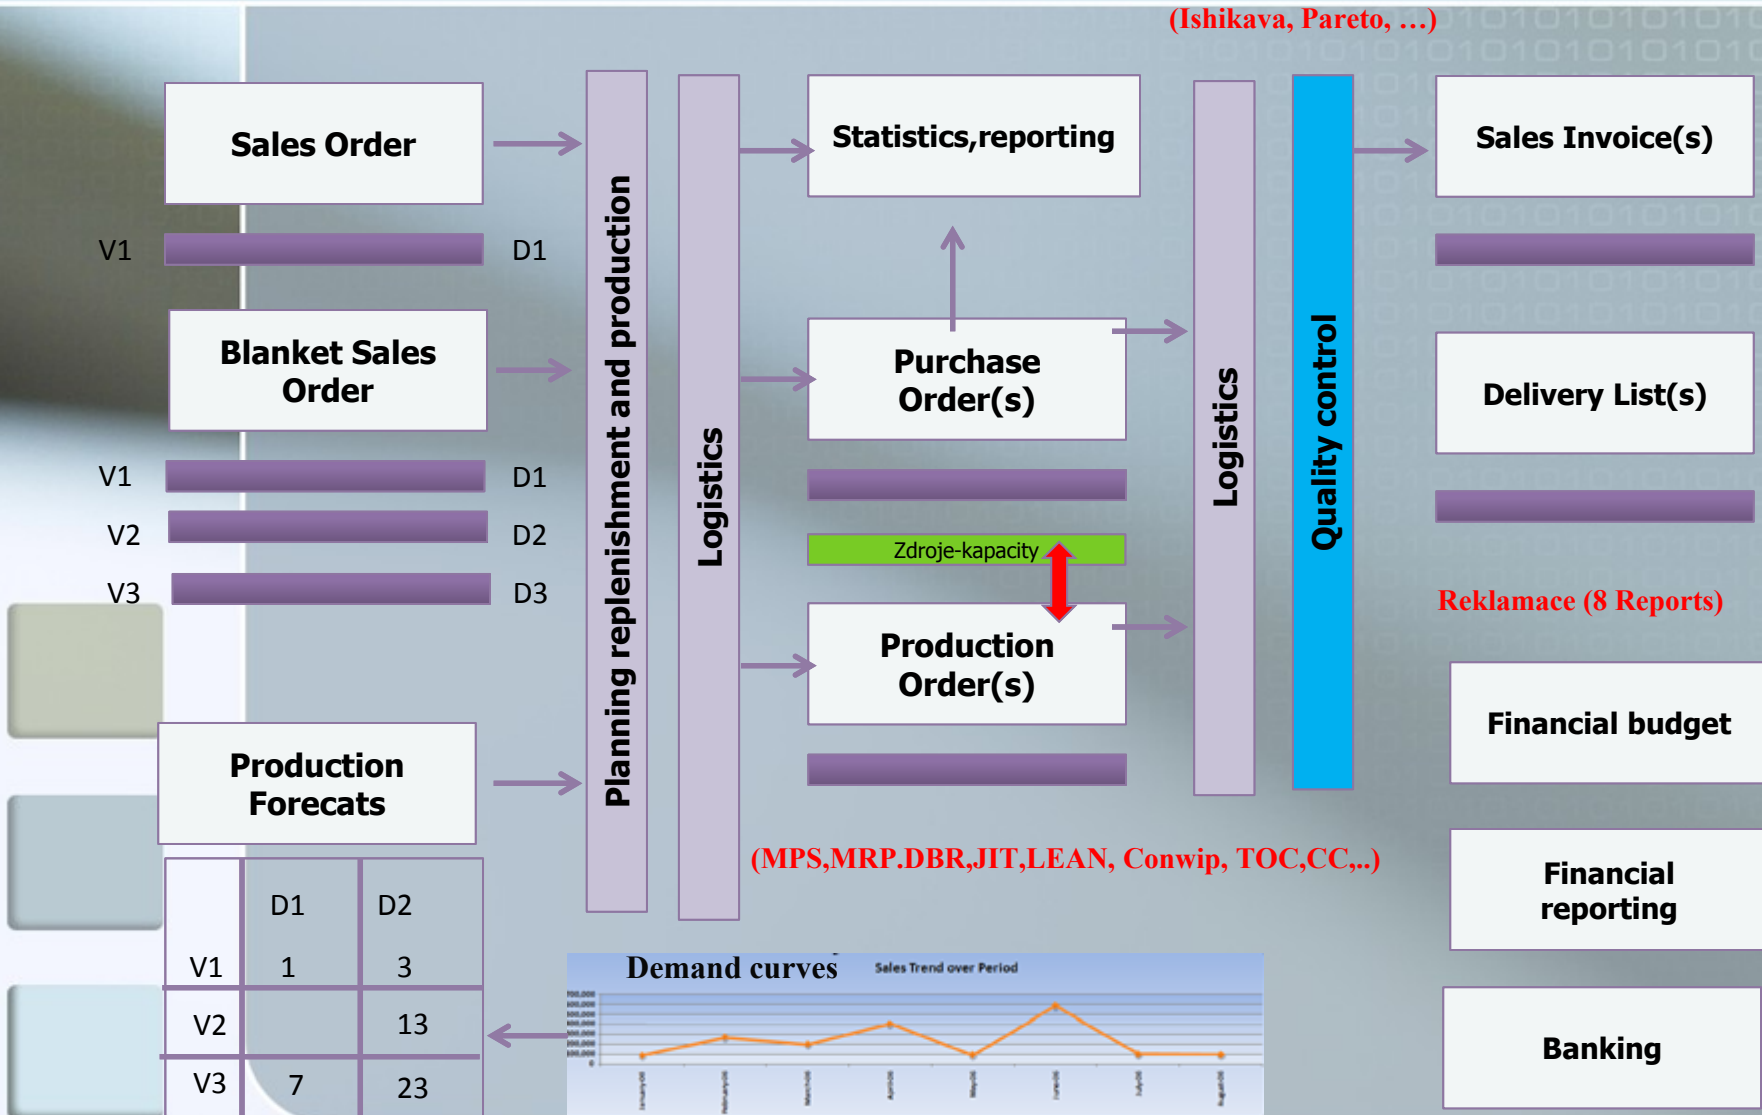 (Ishikava, Pareto, …)
Sales Order
V1
D1
Blanket Sales
Order
V1
D1
V2
D2
V3
D3
Production
Forecats
D1
D2
V1
1
3
V2
13
V3
7
23
Planning replenishment and production
Logistics
Statistics,reporting
Purchase
Order(s)
Zdroje-kapacity
Production
Order(s)
(MPS,MRP.DBR,JIT,LEAN, Conwip, TOC,CC,..)
Demand curves
Sales Trend over Period
Logistics
Quality control
Sales Invoice(s)
Delivery List(s)
Reklamace (8 Reports)
Financial budget
Financial
reporting
Banking